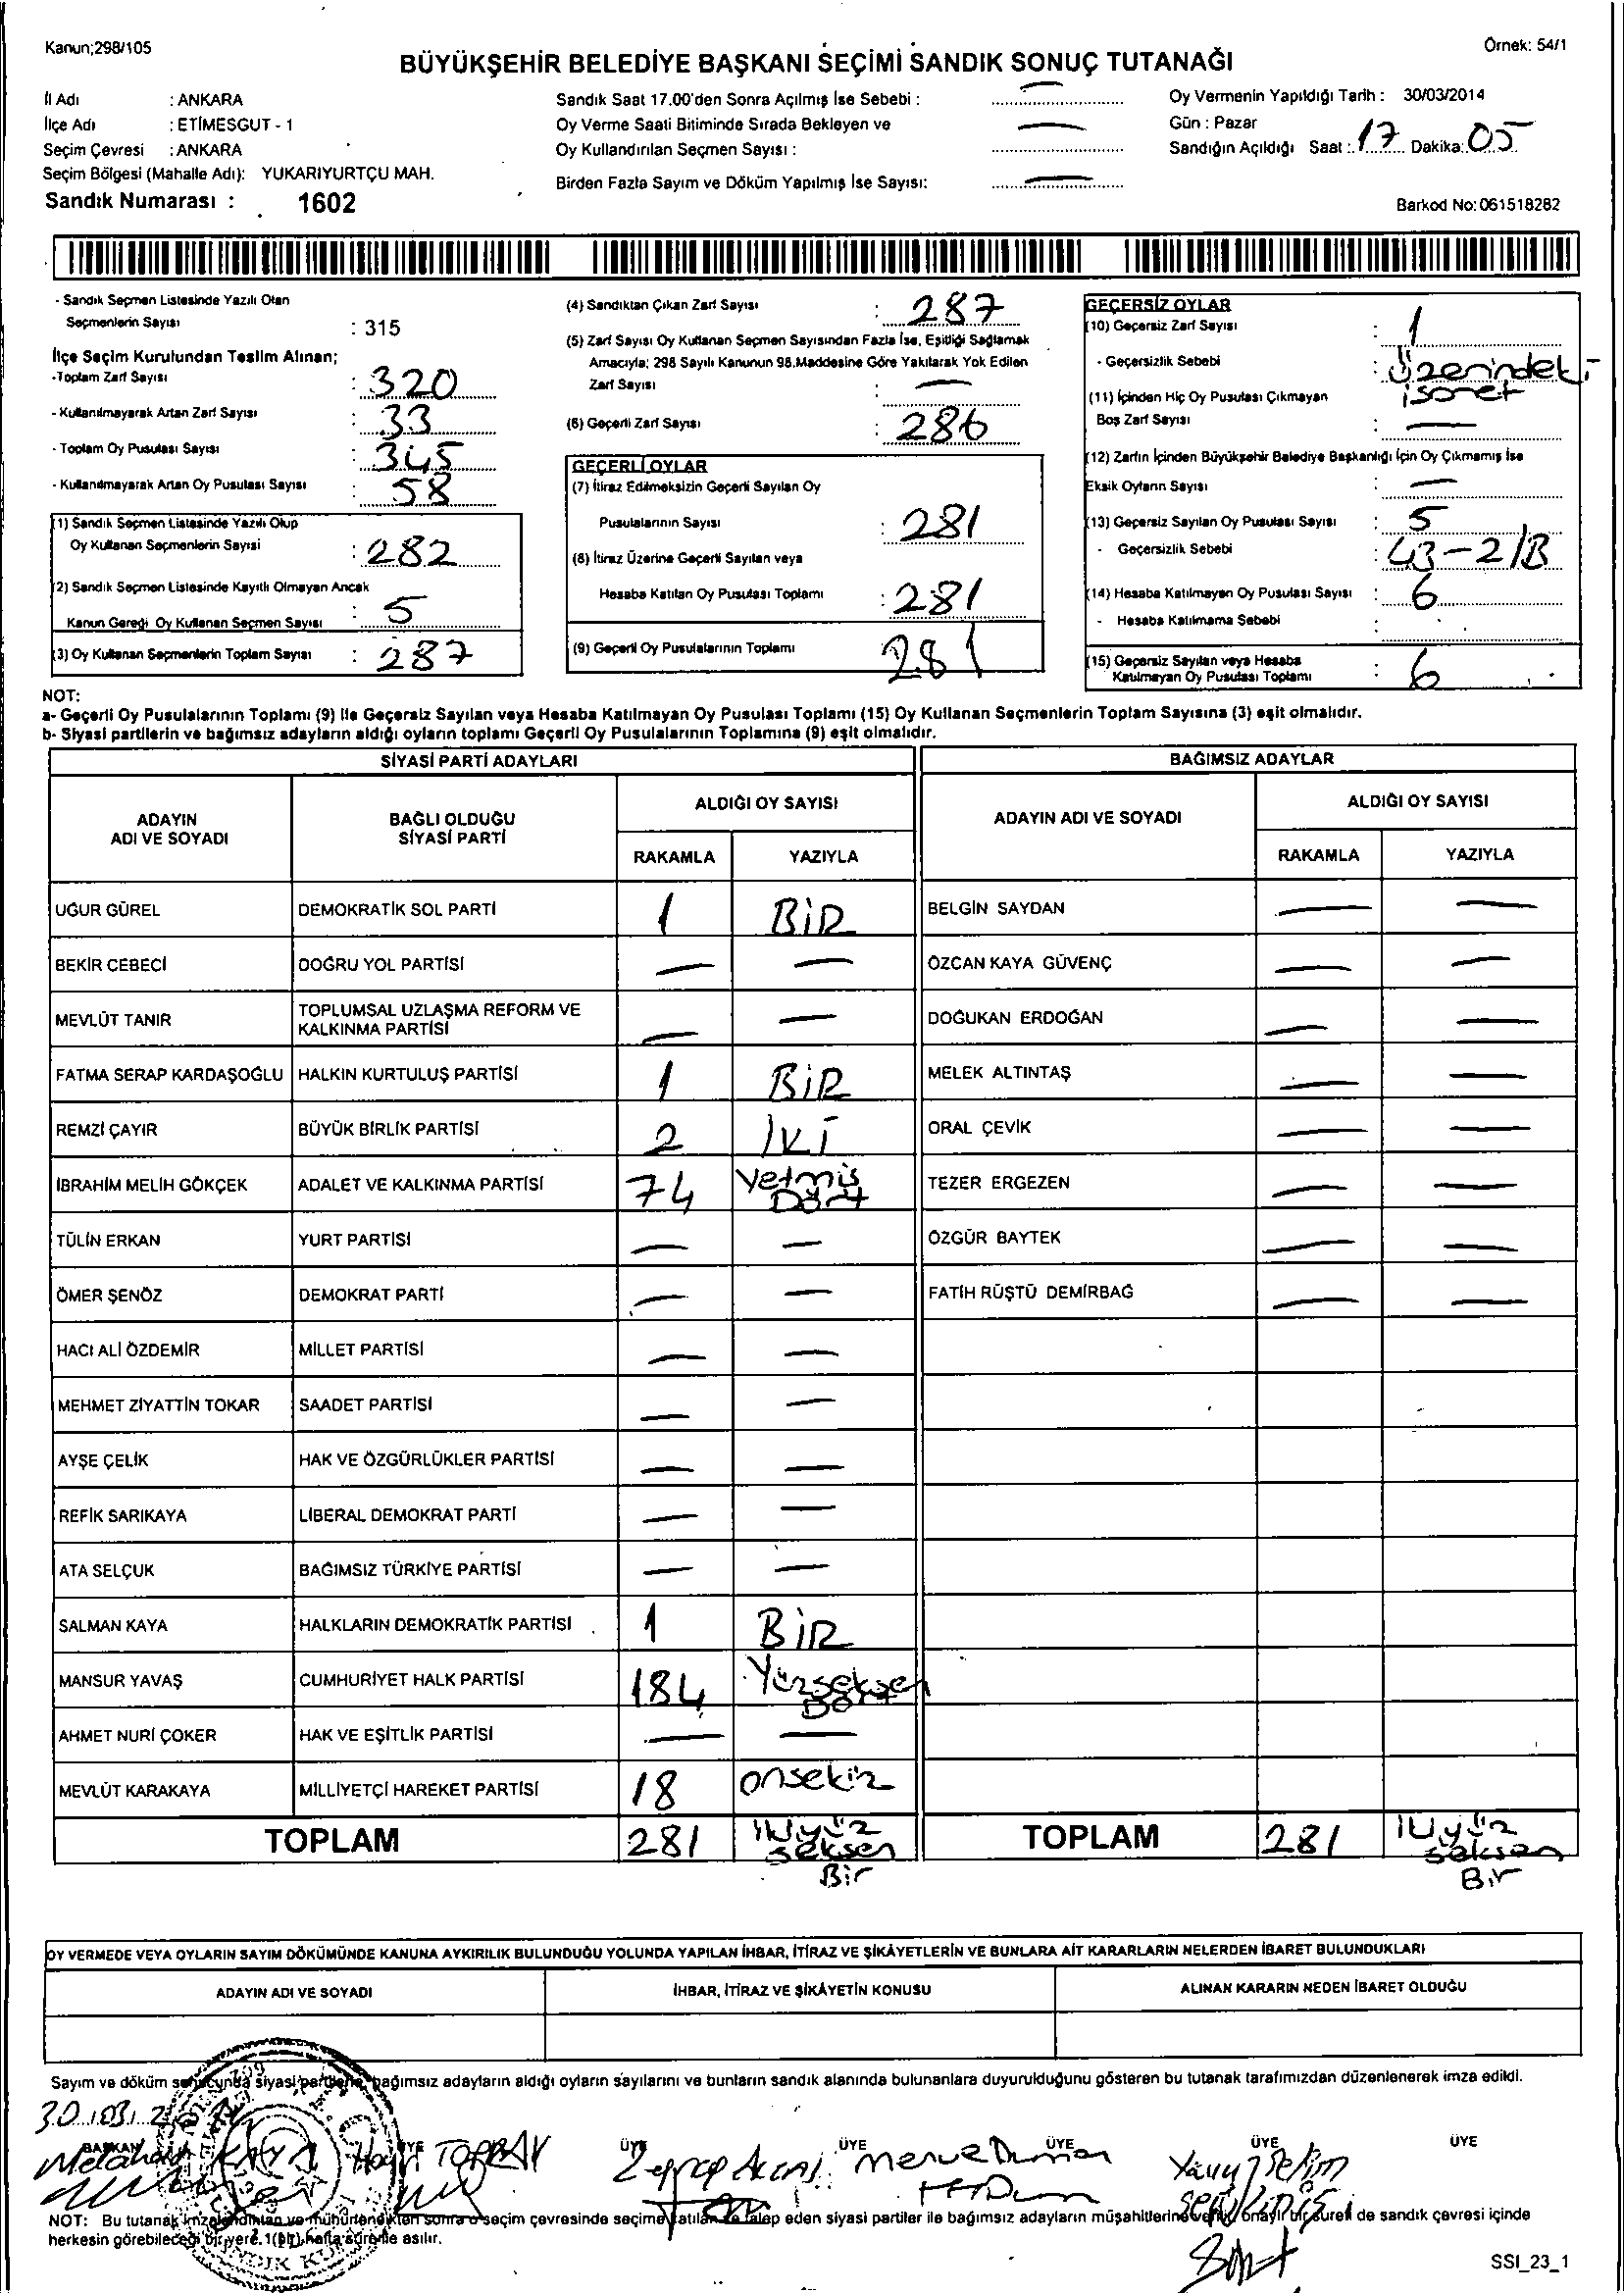 Kanun;298/105
Örnek: 54/1
BÜYÜKŞEHİR BELEDİYE BAŞKANI SEÇİMİ SANDIK SONUÇ TUTANAĞI
İl Adı : ANKARA
İlçe Adı : ETİMESGUT - 1
Seçim Çevresi : ANKARA
Seçim Bölgesi (Mahalle Adı): YUKARIYURTÇU MAH.
Sandık Numarası : 1602
Sandık Saat 17.00'den Sonra Açılmış İse Sebebi : —
Oy Verme Saati Bitiminde Sırada Bekleyen ve —
Oy Kullandırılan Seçmen Sayısı :
Birden Fazla Sayım ve Döküm Yapılmış İse Sayısı: —
Oy Vermenin Yapıldığı Tarih : 30/03/2014
Gün : Pazar
Sandığın Açıldığı Saat : 17 Dakika: 05
Barkod No: 061518282
- Sandık Seçmen Listesinde Yazılı Olan
Seçmenlerin Sayısı : 315
İlçe Seçim Kurulundan Teslim Alınan;
-Toplam Zarf Sayısı : 320
- Kullanılmayarak Artan Zarf Sayısı : 33
- Toplam Oy Pusulası Sayısı : 345
- Kullanılmayarak Artan Oy Pusulası Sayısı : 58
(1) Sandık Seçmen Listesinde Yazılı Olup
Oy Kullanan Seçmenlerin Sayısı : 282
(2) Sandık Seçmen Listesinde Kayıtlı Olmayan Ancak
Kanun Gereği Oy Kullanan Seçmen Sayısı : 5
(3) Oy Kullanan Seçmenlerin Toplam Sayısı : 287
(4) Sandıktan Çıkan Zarf Sayısı : 287
(5) Zarf Sayısı Oy Kullanan Seçmen Sayısından Fazla İse, Eşitliği Sağlamak
Amacıyla; 298 Sayılı Kanunun 98.Maddesine Göre Yakılarak Yok Edilen
Zarf Sayısı : —
(6) Geçerli Zarf Sayısı : 286
GEÇERLİ OYLAR
(7) İtiraz Edilmeksizin Geçerli Sayılan Oy
Pusulalarının Sayısı : 281
(8) İtiraz Üzerine Geçerli Sayılan veya
Hesaba Katılan Oy Pusulası Toplamı : 281
(9) Geçerli Oy Pusulalarının Toplamı 281
GEÇERSİZ OYLAR
(10) Geçersiz Zarf Sayısı : 1
- Geçersizlik Sebebi : Üzerindeki
işaret
(11) İçinden Hiç Oy Pusulası Çıkmayan
Boş Zarf Sayısı : —
(12) Zarfın İçinden Büyükşehir Belediye Başkanlığı İçin Oy Çıkmamış İse
Eksik Oyların Sayısı : —
(13) Geçersiz Sayılan Oy Pusulası Sayısı : 5
- Geçersizlik Sebebi : 43-2/B
(14) Hesaba Katılmayan Oy Pusulası Sayısı : 6
- Hesaba Katılmama Sebebi :
(15) Geçersiz Sayılan veya Hesaba
Katılmayan Oy Pusulası Toplamı : 6
NOT:
a- Geçerli Oy Pusulalarının Toplamı (9) İle Geçersiz Sayılan veya Hesaba Katılmayan Oy Pusulası Toplamı (15) Oy Kullanan Seçmenlerin Toplam Sayısına (3) eşit olmalıdır.
b- Siyasi partilerin ve bağımsız adayların aldığı oyların toplamı Geçerli Oy Pusulalarının Toplamına (9) eşit olmalıdır.
SİYASİ PARTİ ADAYLARI BAĞIMSIZ ADAYLAR
ADAYIN
ADI VE SOYADI
BAĞLI OLDUĞU
SİYASİ PARTİ
ALDIĞI OY SAYISI
RAKAMLA YAZIYLA
ADAYIN ADI VE SOYADI
ALDIĞI OY SAYISI
RAKAMLA YAZIYLA
UĞUR GÜREL DEMOKRATİK SOL PARTİ 1 BİR BELGİN SAYDAN — —
BEKİR CEBECİ DOĞRU YOL PARTİSİ — — ÖZCAN KAYA GÜVENÇ — —
MEVLÜT TANIR TOPLUMSAL UZLAŞMA REFORM VE
KALKINMA PARTİSİ — — DOĞUKAN ERDOĞAN — —
FATMA SERAP KARDAŞOĞLU HALKIN KURTULUŞ PARTİSİ 1 BİR MELEK ALTINTAŞ — —
REMZİ ÇAYIR BÜYÜK BİRLİK PARTİSİ 2 İKİ ORAL ÇEVİK — —
İBRAHİM MELİH GÖKÇEK ADALET VE KALKINMA PARTİSİ 74 Yetmiş Dört TEZER ERGEZEN — —
TÜLİN ERKAN YURT PARTİSİ — — ÖZGÜR BAYTEK — —
ÖMER ŞENÖZ DEMOKRAT PARTİ — — FATİH RÜŞTÜ DEMİRBAĞ — —
HACI ALİ ÖZDEMİR MİLLET PARTİSİ — —
MEHMET ZİYATTİN TOKAR SAADET PARTİSİ — —
AYŞE ÇELİK HAK VE ÖZGÜRLÜKLER PARTİSİ — —
REFİK SARIKAYA LİBERAL DEMOKRAT PARTİ — —
ATA SELÇUK BAĞIMSIZ TÜRKİYE PARTİSİ — —
SALMAN KAYA HALKLARIN DEMOKRATİK PARTİSİ 1 BİR
MANSUR YAVAŞ CUMHURİYET HALK PARTİSİ 184 Yüzseksen Dört
AHMET NURİ ÇOKER HAK VE EŞİTLİK PARTİSİ — —
MEVLÜT KARAKAYA MİLLİYETÇİ HAREKET PARTİSİ 18 onsekiz
TOPLAM 281 ikiyüz seksen Bir TOPLAM 281 ikiyüz seksen Bir
OY VERMEDE VEYA OYLARIN SAYIM DÖKÜMÜNDE KANUNA AYKIRILIK BULUNDUĞU YOLUNDA YAPILAN İHBAR, İTİRAZ VE ŞİKÂYETLERİN VE BUNLARA AİT KARARLARIN NELERDEN İBARET BULUNDUKLARI
ADAYIN ADI VE SOYADI İHBAR, İTİRAZ VE ŞİKÂYETİN KONUSU ALINAN KARARIN NEDEN İBARET OLDUĞU
Sayım ve döküm sonucunda siyasi partilerin, bağımsız adayların aldığı oyların sayılarını ve bunların sandık alanında bulunanlara duyurulduğunu gösteren bu tutanak tarafımızdan düzenlenerek imza edildi.
30.03.2014
BAŞKAN ÜYE ÜYE ÜYE ÜYE ÜYE ÜYE
Melahat KAYA TOPRAK Zeynep Merve Duman Yavuz
NOT: Bu tutanak imzalandıktan ve mühürlendikten sonra o seçim çevresinde seçime katılan ve talep eden siyasi partiler ile bağımsız adayların müşahitlerine verilir, onaylı bir sureti de sandık çevresi içinde
herkesin görebileceği bir yere, 1(bir) hafta süreyle asılır.
SSI_23_1